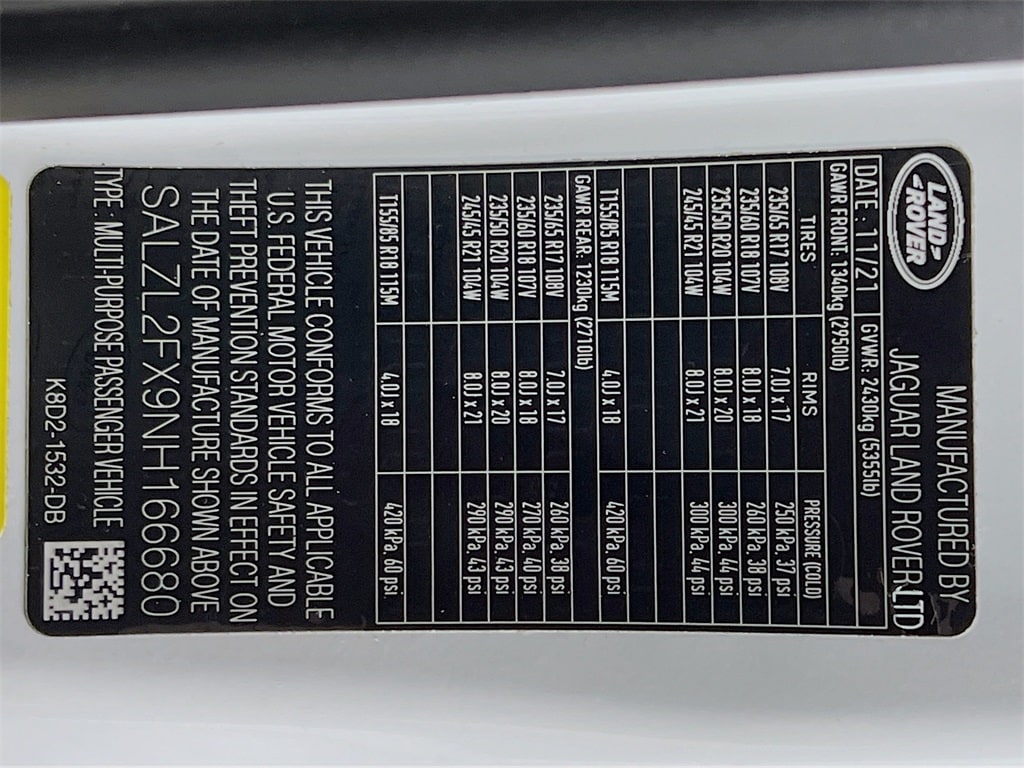 LAND-
-ROVER
MANUFACTURED BY
JAGUAR LAND ROVER LTD
DATE: 11/21 GVWR: 2430kg (5355lb)
GAWR FRONT: 1340kg (2950lb)
TIRES RIMS PRESSURE (COLD)
235/65 R17 108V 7.0J x 17 250 kPa, 37 psi
235/60 R18 107V 8.0J x 18 260 kPa, 38 psi
235/50 R20 104W 8.0J x 20 300 kPa, 44 psi
245/45 R21 104W 8.0J x 21 300 kPa, 44 psi
T155/85 R18 115M 4.0J x 18 420 kPa, 60 psi
GAWR REAR: 1230kg (2710lb)
235/65 R17 108V 7.0J x 17 260 kPa, 38 psi
235/60 R18 107V 8.0J x 18 270 kPa, 40 psi
235/50 R20 104W 8.0J x 20 290 kPa, 43 psi
245/45 R21 104W 8.0J x 21 290 kPa, 43 psi
T155/85 R18 115M 4.0J x 18 420 kPa, 60 psi
THIS VEHICLE CONFORMS TO ALL APPLICABLE
U.S. FEDERAL MOTOR VEHICLE SAFETY AND
THEFT PREVENTION STANDARDS IN EFFECT ON
THE DATE OF MANUFACTURE SHOWN ABOVE
SALZL2FX9NH166680
TYPE: MULTI-PURPOSE PASSENGER VEHICLE
K8D2-1532-DB